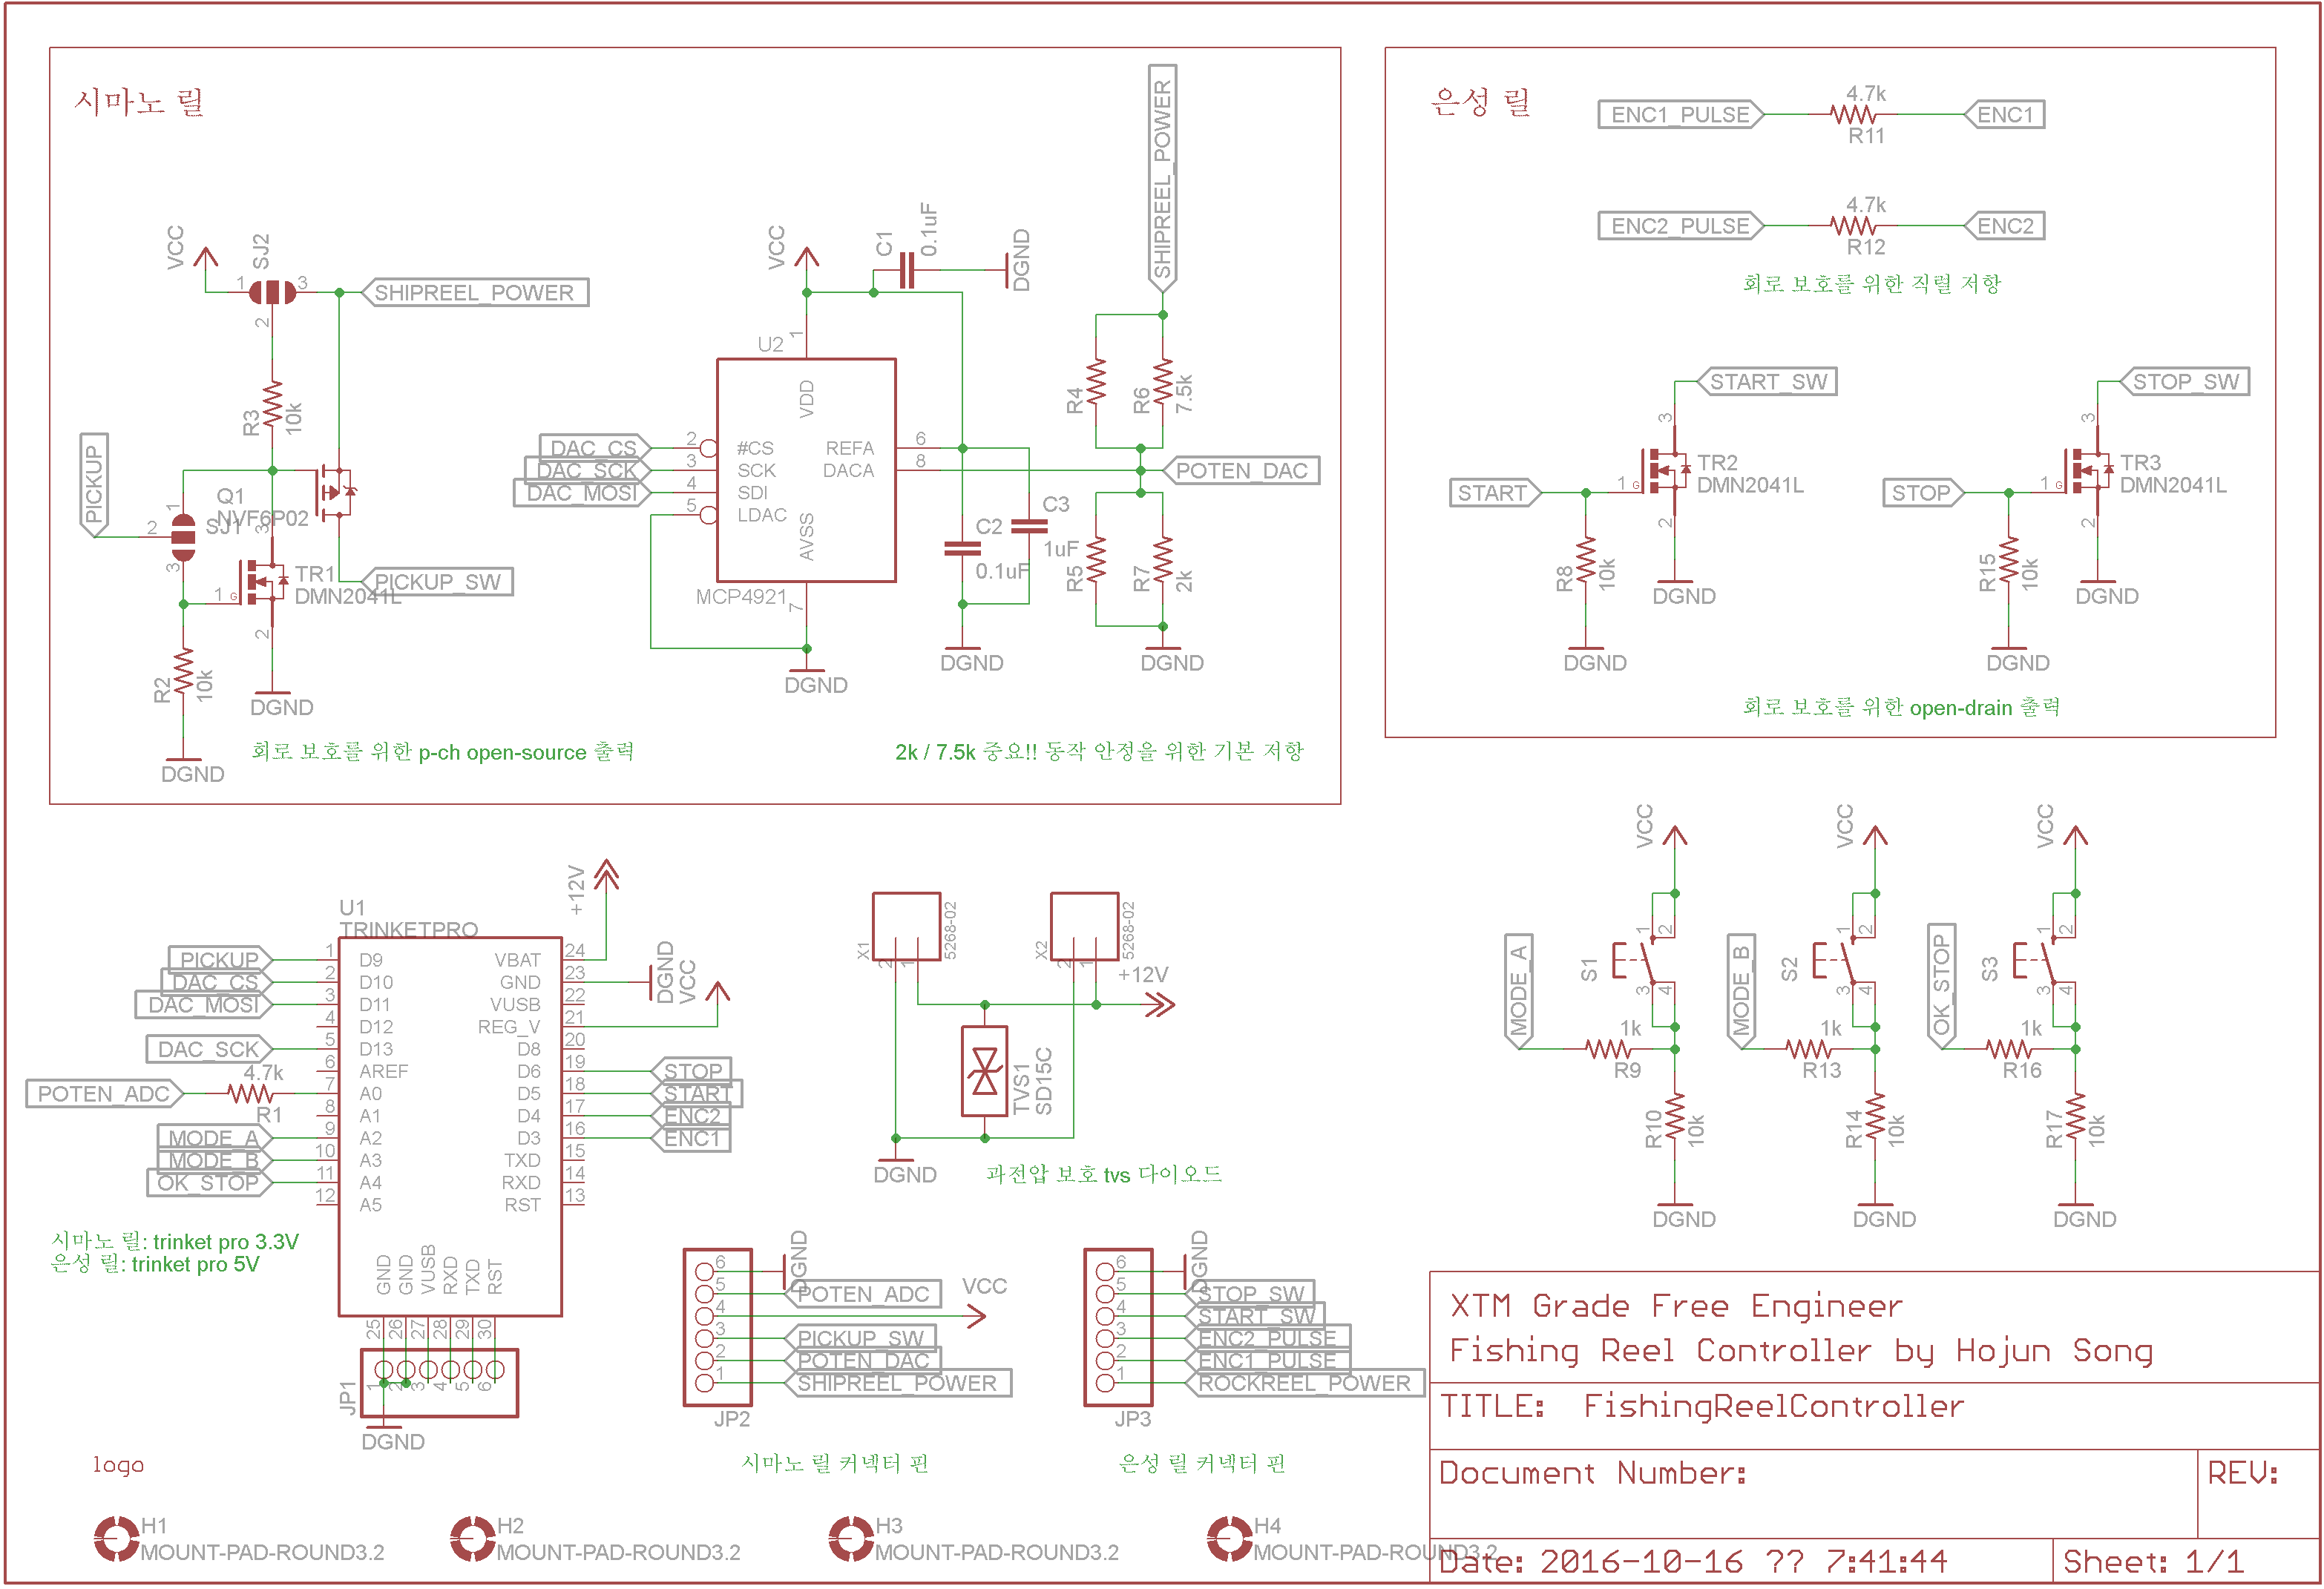 시마노 릴
VCC
SJ2
1
3
2
SHIPREEL_POWER
R3
10k
PICKUP
1
2
3
SJ1
Q1
NVF6P02
3
TR1
DMN2041L
1
G
2
PICKUP_SW
R2
10k
DGND
DGND
회로 보호를 위한 p-ch open-source 출력
VCC
C1
0.1uF
DGND
U2
1
VDD
DAC_CS
2
#CS
DAC_SCK
3
SCK
DAC_MOSI
4
SDI
5
LDAC
REFA
6
DACA
8
AVSS
MCP4921
7
DGND
C2
0.1uF
C3
1uF
DGND
SHIPREEL_POWER
R4
R6
7.5k
POTEN_DAC
R5
R7
2k
DGND
2k / 7.5k 중요!! 동작 안정을 위한 기본 저항
은성 릴
ENC1_PULSE
4.7k
R11
ENC1
ENC2_PULSE
4.7k
R12
ENC2
회로 보호를 위한 직렬 저항
START_SW
3
TR2
DMN2041L
START
1
G
2
R8
10k
DGND
DGND
STOP_SW
3
TR3
DMN2041L
STOP
1
G
2
R15
10k
DGND
DGND
회로 보호를 위한 open-drain 출력
U1
TRINKETPRO
+12V
PICKUP
1
D9
DAC_CS
2
D10
DAC_MOSI
3
D11
4
D12
DAC_SCK
5
D13
6
AREF
POTEN_ADC
4.7k
R1
7
A0
8
A1
MODE_A
9
A2
MODE_B
10
A3
OK_STOP
11
A4
12
A5
VBAT
24
GND
23
DGND
VUSB
22
REG_V
21
VCC
D8
20
D6
19
STOP
D5
18
START
D4
17
ENC2
D3
16
ENC1
TXD
15
RXD
14
RST
13
GND
GND
VUSB
RXD
TXD
RST
25
26
27
28
29
30
JP1
1
2
3
4
5
6
DGND
시마노 릴: trinket pro 3.3V
은성 릴: trinket pro 5V
X1
5268-02
2
1
X2
5268-02
2
1
+12V
TVS1
SD15C
DGND
과전압 보호 tvs 다이오드
6
DGND
5
POTEN_ADC
4
VCC
3
PICKUP_SW
2
POTEN_DAC
1
SHIPREEL_POWER
JP2
시마노 릴 커넥터 핀
6
DGND
5
STOP_SW
4
START_SW
3
ENC2_PULSE
2
ENC1_PULSE
1
ROCKREEL_POWER
JP3
은성 릴 커넥터 핀
VCC
1
2
S1
3
4
MODE_A
1k
R9
R10
10k
DGND
VCC
1
2
S2
3
4
MODE_B
1k
R13
R14
10k
DGND
VCC
1
2
S3
3
4
OK_STOP
1k
R16
R17
10k
DGND
logo
H1
MOUNT-PAD-ROUND3.2
H2
MOUNT-PAD-ROUND3.2
H3
MOUNT-PAD-ROUND3.2
H4
MOUNT-PAD-ROUND3.2
XTM Grade Free Engineer
Fishing Reel Controller by Hojun Song
TITLE: FishingReelController
Document Number:
REV:
Date: 2016-10-16 ?? 7:41:44
Sheet: 1/1